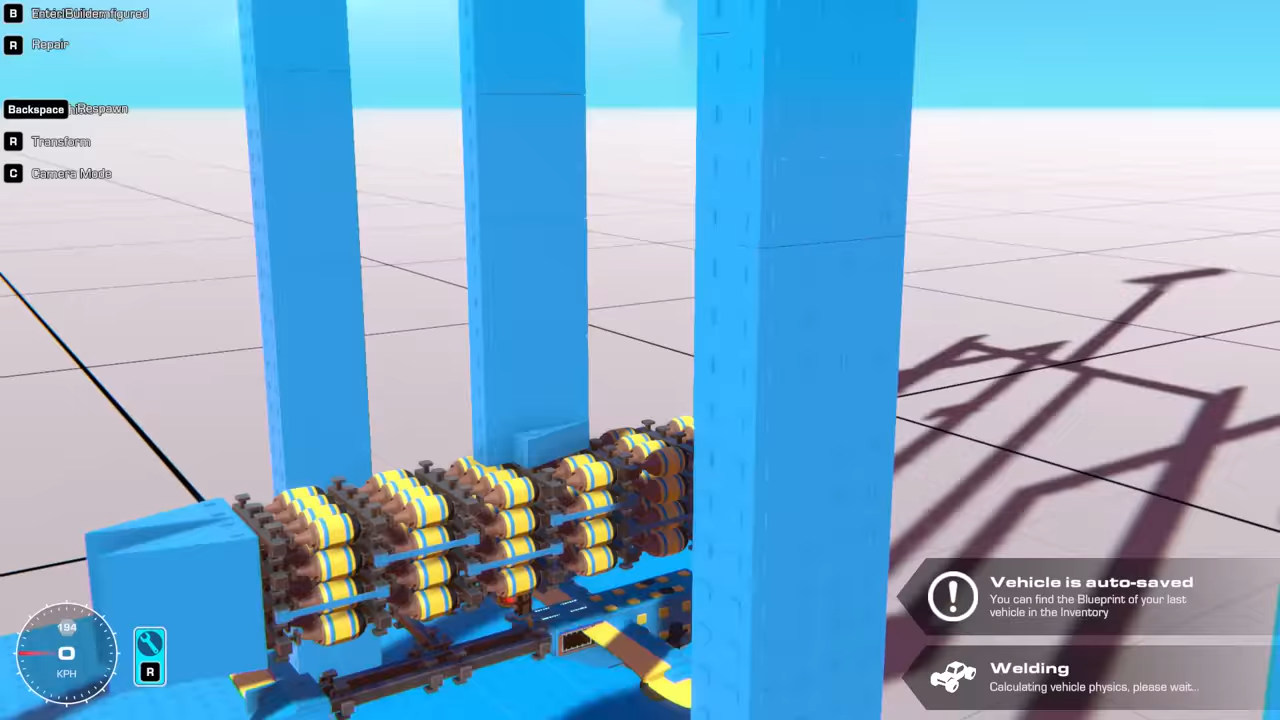 B
R Repair
Backspace Respawn
R Transform
C Camera Mode
194
0
KPH
R
Vehicle is auto-saved
You can find the Blueprint of your last
vehicle in the Inventory
Welding
Calculating vehicle physics, please wait...